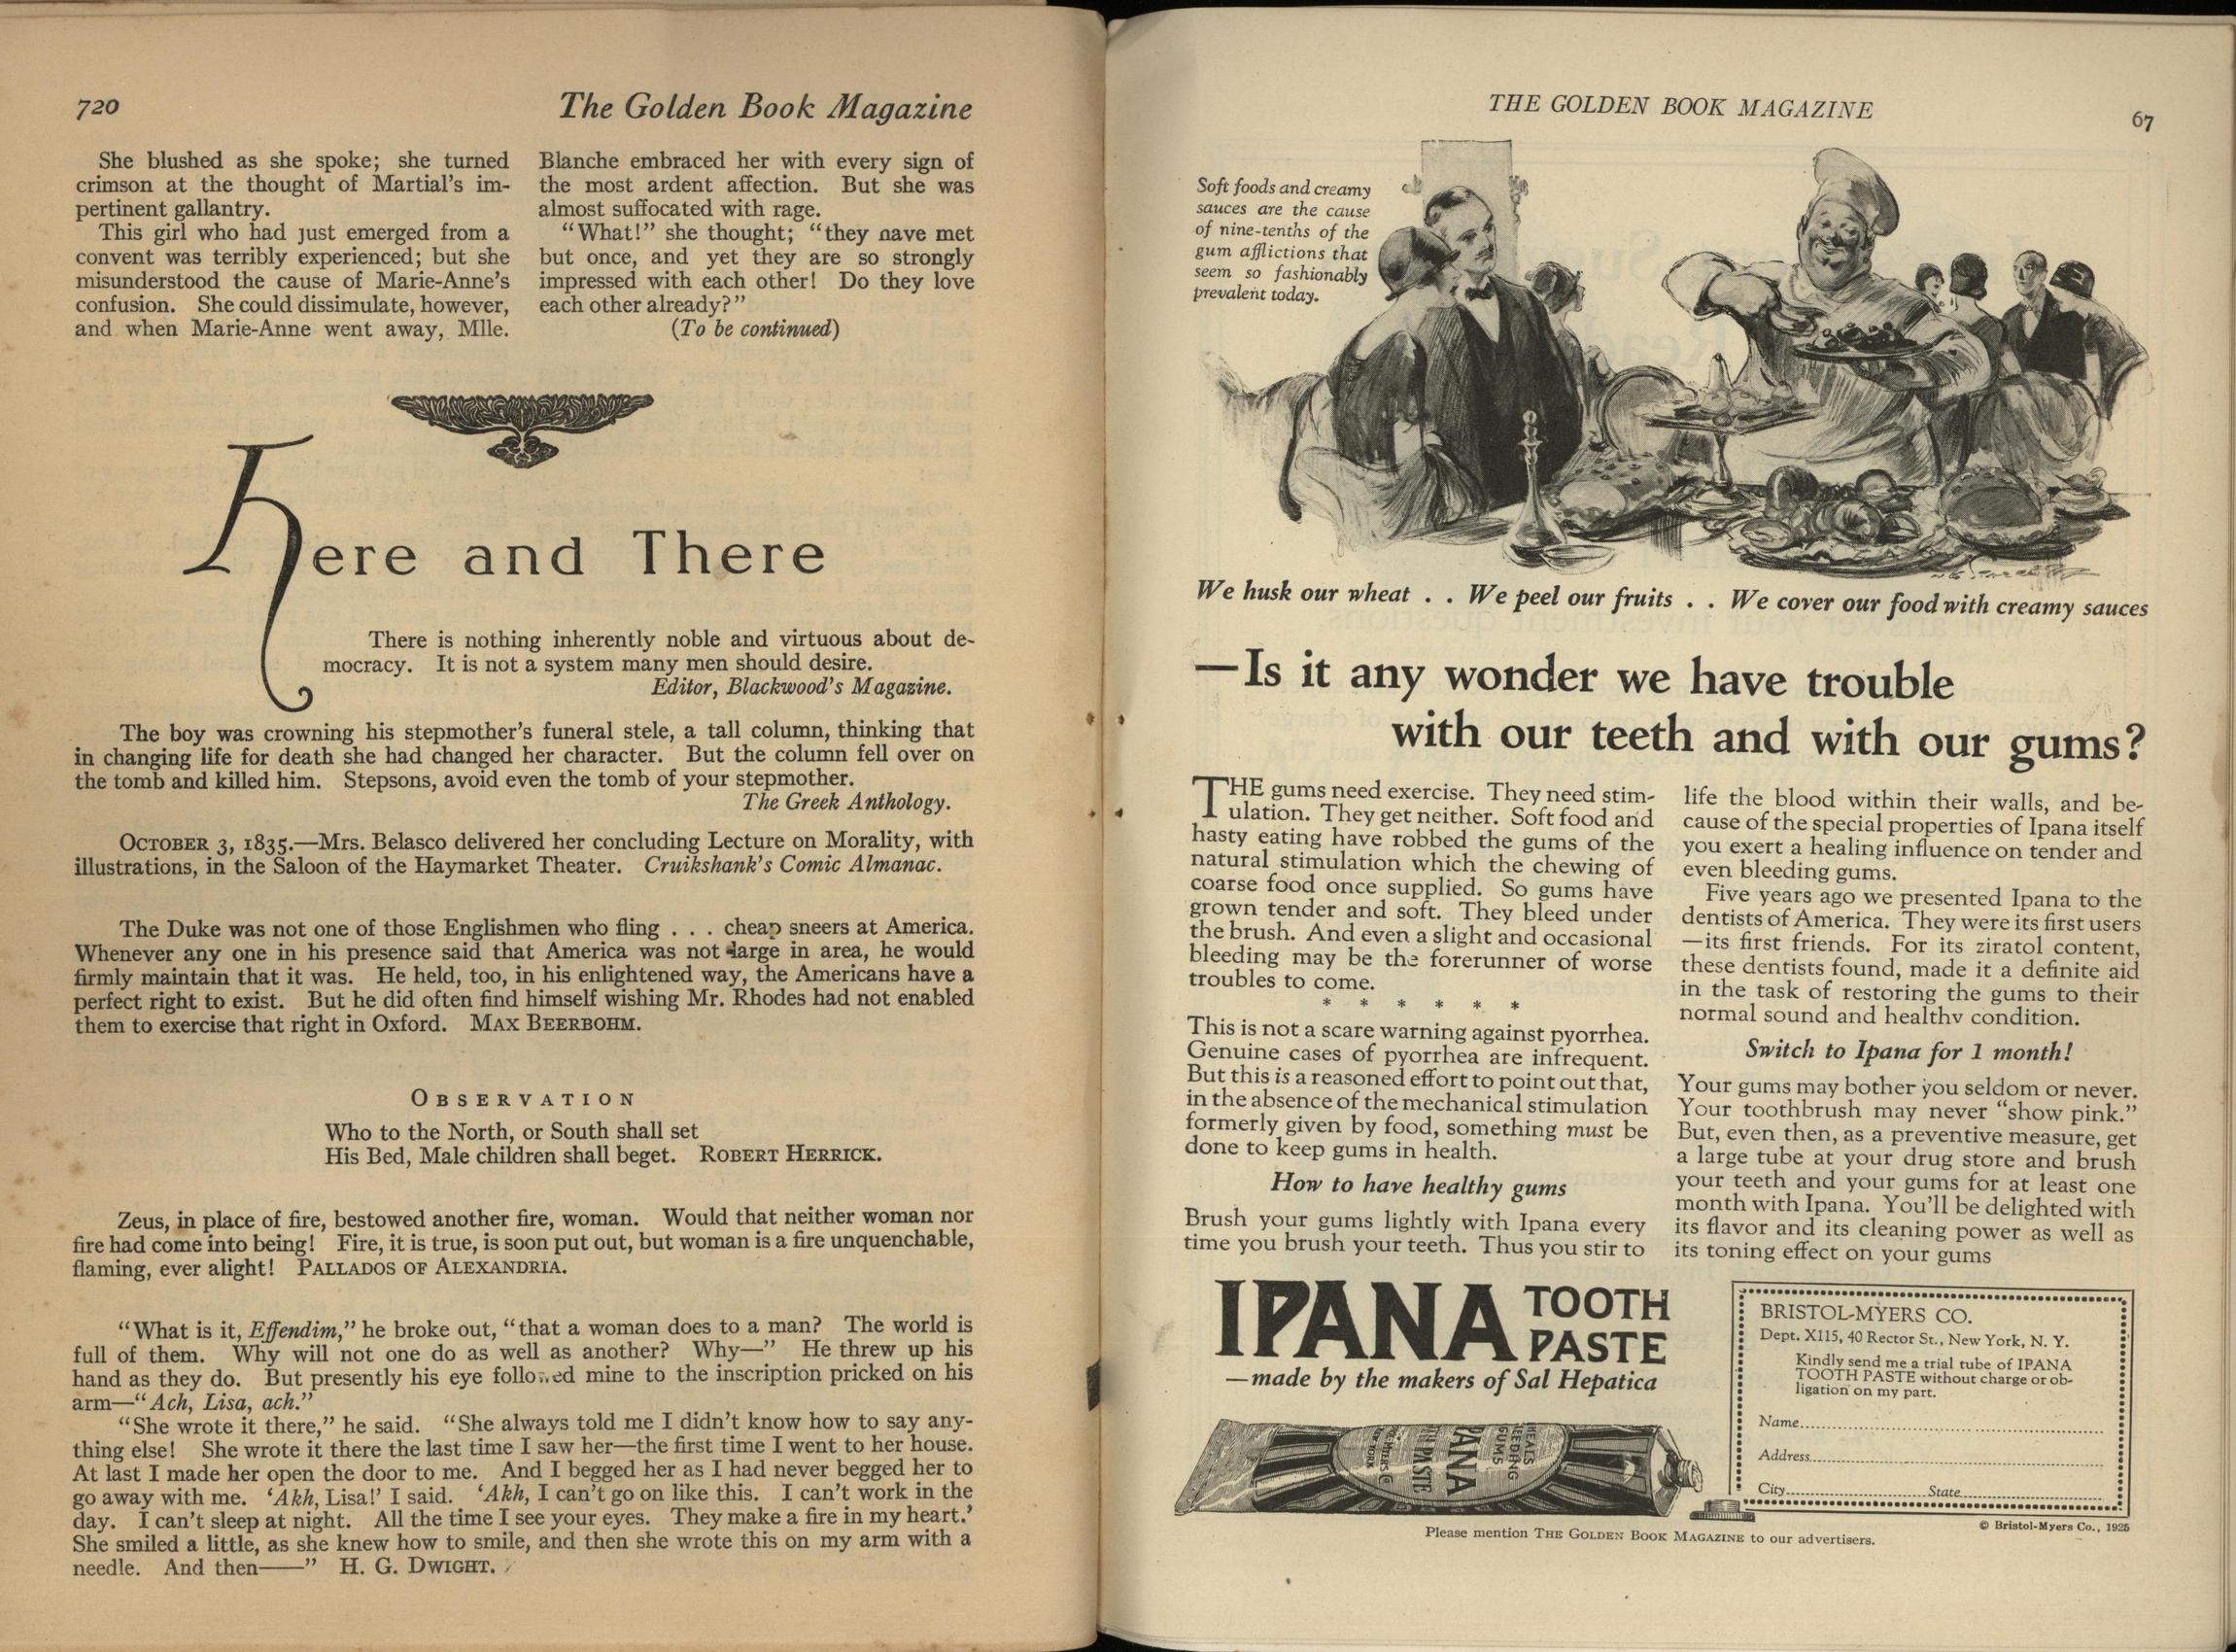 720
The Golden Book Magazine
She blushed as she spoke; she turned
crimson at the thought of Martial's im-
pertinent gallantry.
This girl who had just emerged from a
convent was terribly experienced; but she
misunderstood the cause of Marie-Anne's
confusion. She could dissimulate, however,
and when Marie-Anne went away, Mlle.
Blanche embraced her with every sign of
the most ardent affection. But she was
almost suffocated with rage.
"What!" she thought; "they have met
but once, and yet they are so strongly
impressed with each other! Do they love
each other already?"
(To be continued)
Here and There
There is nothing inherently noble and virtuous about de-
mocracy. It is not a system many men should desire.
Editor, Blackwood's Magazine.
The boy was crowning his stepmother's funeral stele, a tall column, thinking that
in changing life for death she had changed her character. But the column fell over on
the tomb and killed him. Stepsons, avoid even the tomb of your stepmother.
The Greek Anthology.
OCTOBER 3, 1835.—Mrs. Belasco delivered her concluding Lecture on Morality, with
illustrations, in the Saloon of the Haymarket Theater. Cruikshank's Comic Almanac.
The Duke was not one of those Englishmen who fling . . . cheap sneers at America.
Whenever any one in his presence said that America was not large in area, he would
firmly maintain that it was. He held, too, in his enlightened way, the Americans have a
perfect right to exist. But he did often find himself wishing Mr. Rhodes had not enabled
them to exercise that right in Oxford. MAX BEERBOHM.
OBSERVATION
Who to the North, or South shall set
His Bed, Male children shall beget. ROBERT HERRICK.
Zeus, in place of fire, bestowed another fire, woman. Would that neither woman nor
fire had come into being! Fire, it is true, is soon put out, but woman is a fire unquenchable,
flaming, ever alight! PALLADOS OF ALEXANDRIA.
"What is it, Effendim," he broke out, "that a woman does to a man? The world is
full of them. Why will not one do as well as another? Why—" He threw up his
hand as they do. But presently his eye followed mine to the inscription pricked on his
arm—"Ach, Lisa, ach."
"She wrote it there," he said. "She always told me I didn't know how to say any-
thing else! She wrote it there the last time I saw her—the first time I went to her house.
At last I made her open the door to me. And I begged her as I had never begged her to
go away with me. 'Akh, Lisa!' I said. 'Akh, I can't go on like this. I can't work in the
day. I can't sleep at night. All the time I see your eyes. They make a fire in my heart.'
She smiled a little, as she knew how to smile, and then she wrote this on my arm with a
needle. And then——" H. G. DWIGHT.
THE GOLDEN BOOK MAGAZINE
67
Soft foods and creamy
sauces are the cause
of nine-tenths of the
gum afflictions that
seem so fashionably
prevalent today.
We husk our wheat . . We peel our fruits . . We cover our food with creamy sauces
—Is it any wonder we have trouble
with our teeth and with our gums?
THE gums need exercise. They need stim-
ulation. They get neither. Soft food and
hasty eating have robbed the gums of the
natural stimulation which the chewing of
coarse food once supplied. So gums have
grown tender and soft. They bleed under
the brush. And even a slight and occasional
bleeding may be the forerunner of worse
troubles to come.
* * * * * *
This is not a scare warning against pyorrhea.
Genuine cases of pyorrhea are infrequent.
But this is a reasoned effort to point out that,
in the absence of the mechanical stimulation
formerly given by food, something must be
done to keep gums in health.
How to have healthy gums
Brush your gums lightly with Ipana every
time you brush your teeth. Thus you stir to
life the blood within their walls, and be-
cause of the special properties of Ipana itself
you exert a healing influence on tender and
even bleeding gums.
Five years ago we presented Ipana to the
dentists of America. They were its first users
—its first friends. For its ziratol content,
these dentists found, made it a definite aid
in the task of restoring the gums to their
normal sound and healthy condition.
Switch to Ipana for 1 month!
Your gums may bother you seldom or never.
Your toothbrush may never "show pink."
But, even then, as a preventive measure, get
a large tube at your drug store and brush
your teeth and your gums for at least one
month with Ipana. You'll be delighted with
its flavor and its cleaning power as well as
its toning effect on your gums
IPANA TOOTH
PASTE
—made by the makers of Sal Hepatica
HEALS
GUMS
PASTE
BRISTOL-MYERS CO.
Dept. X115, 40 Rector St., New York, N. Y.
Kindly send me a trial tube of IPANA
TOOTH PASTE without charge or ob-
ligation on my part.
Name
Address
City State
© Bristol-Myers Co., 1925
Please mention THE GOLDEN BOOK MAGAZINE to our advertisers.